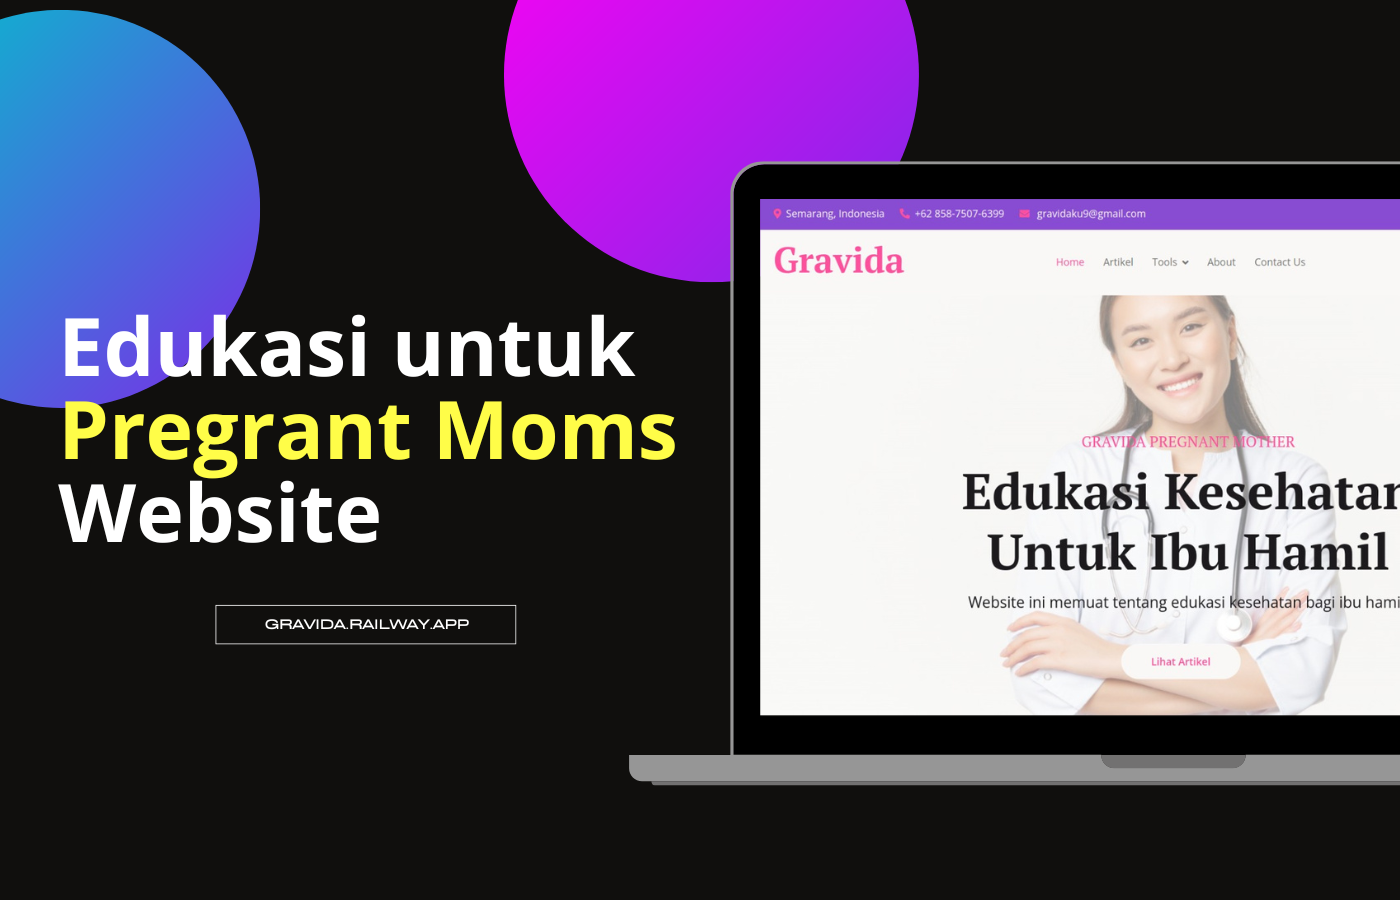 Edukasi untuk
Pregrant Moms
Website
GRAVIDA.RAILWAY.APP
Semarang, Indonesia +62 858-7507-6399 gravidaku9@gmail.com
Gravida
Home Artikel Tools About Contact Us
GRAVIDA PREGNANT MOTHER
Edukasi Kesehatan
Untuk Ibu Hamil
Website ini memuat tentang edukasi kesehatan bagi ibu hami
Lihat Artikel